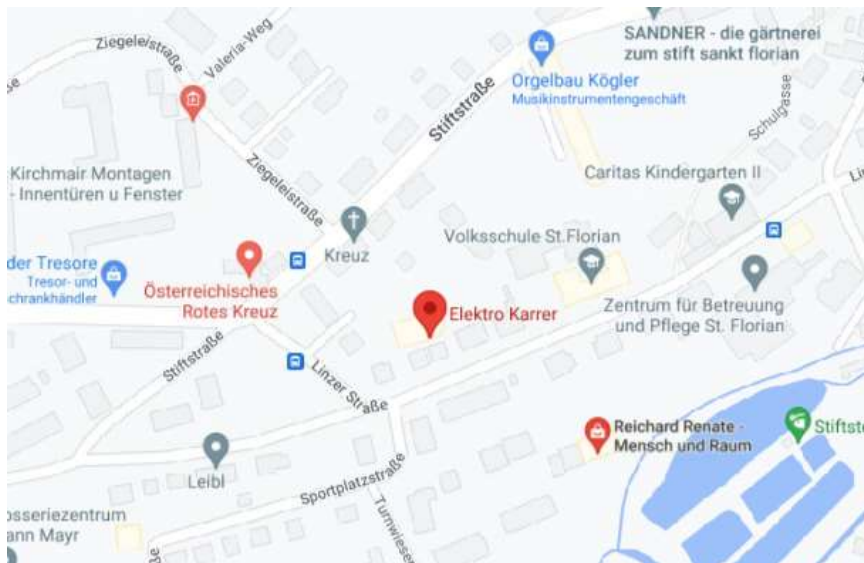 SANDNER - die gärtnerei
zum stift sankt florian
Ziegeleistraße
Valeria-Weg
Orgelbau Kögler
Musikinstrumentengeschäft
Stiftstraße
Schulgasse
Kirchmair Montagen
- Innentüren u Fenster
Ziegeleistraße
Caritas Kindergarten II
Kreuz
Volksschule St.Florian
der Tresore
Tresor- und
chrankhändler
Österreichisches
Rotes Kreuz
Elektro Karrer
Zentrum für Betreuung
und Pflege St. Florian
Stiftstraße
Linzer Straße
Reichard Renate -
Mensch und Raum
Stiftste
Leibl
Sportplatzstraße
Turnwiese
osseriezentrum
ann Mayr